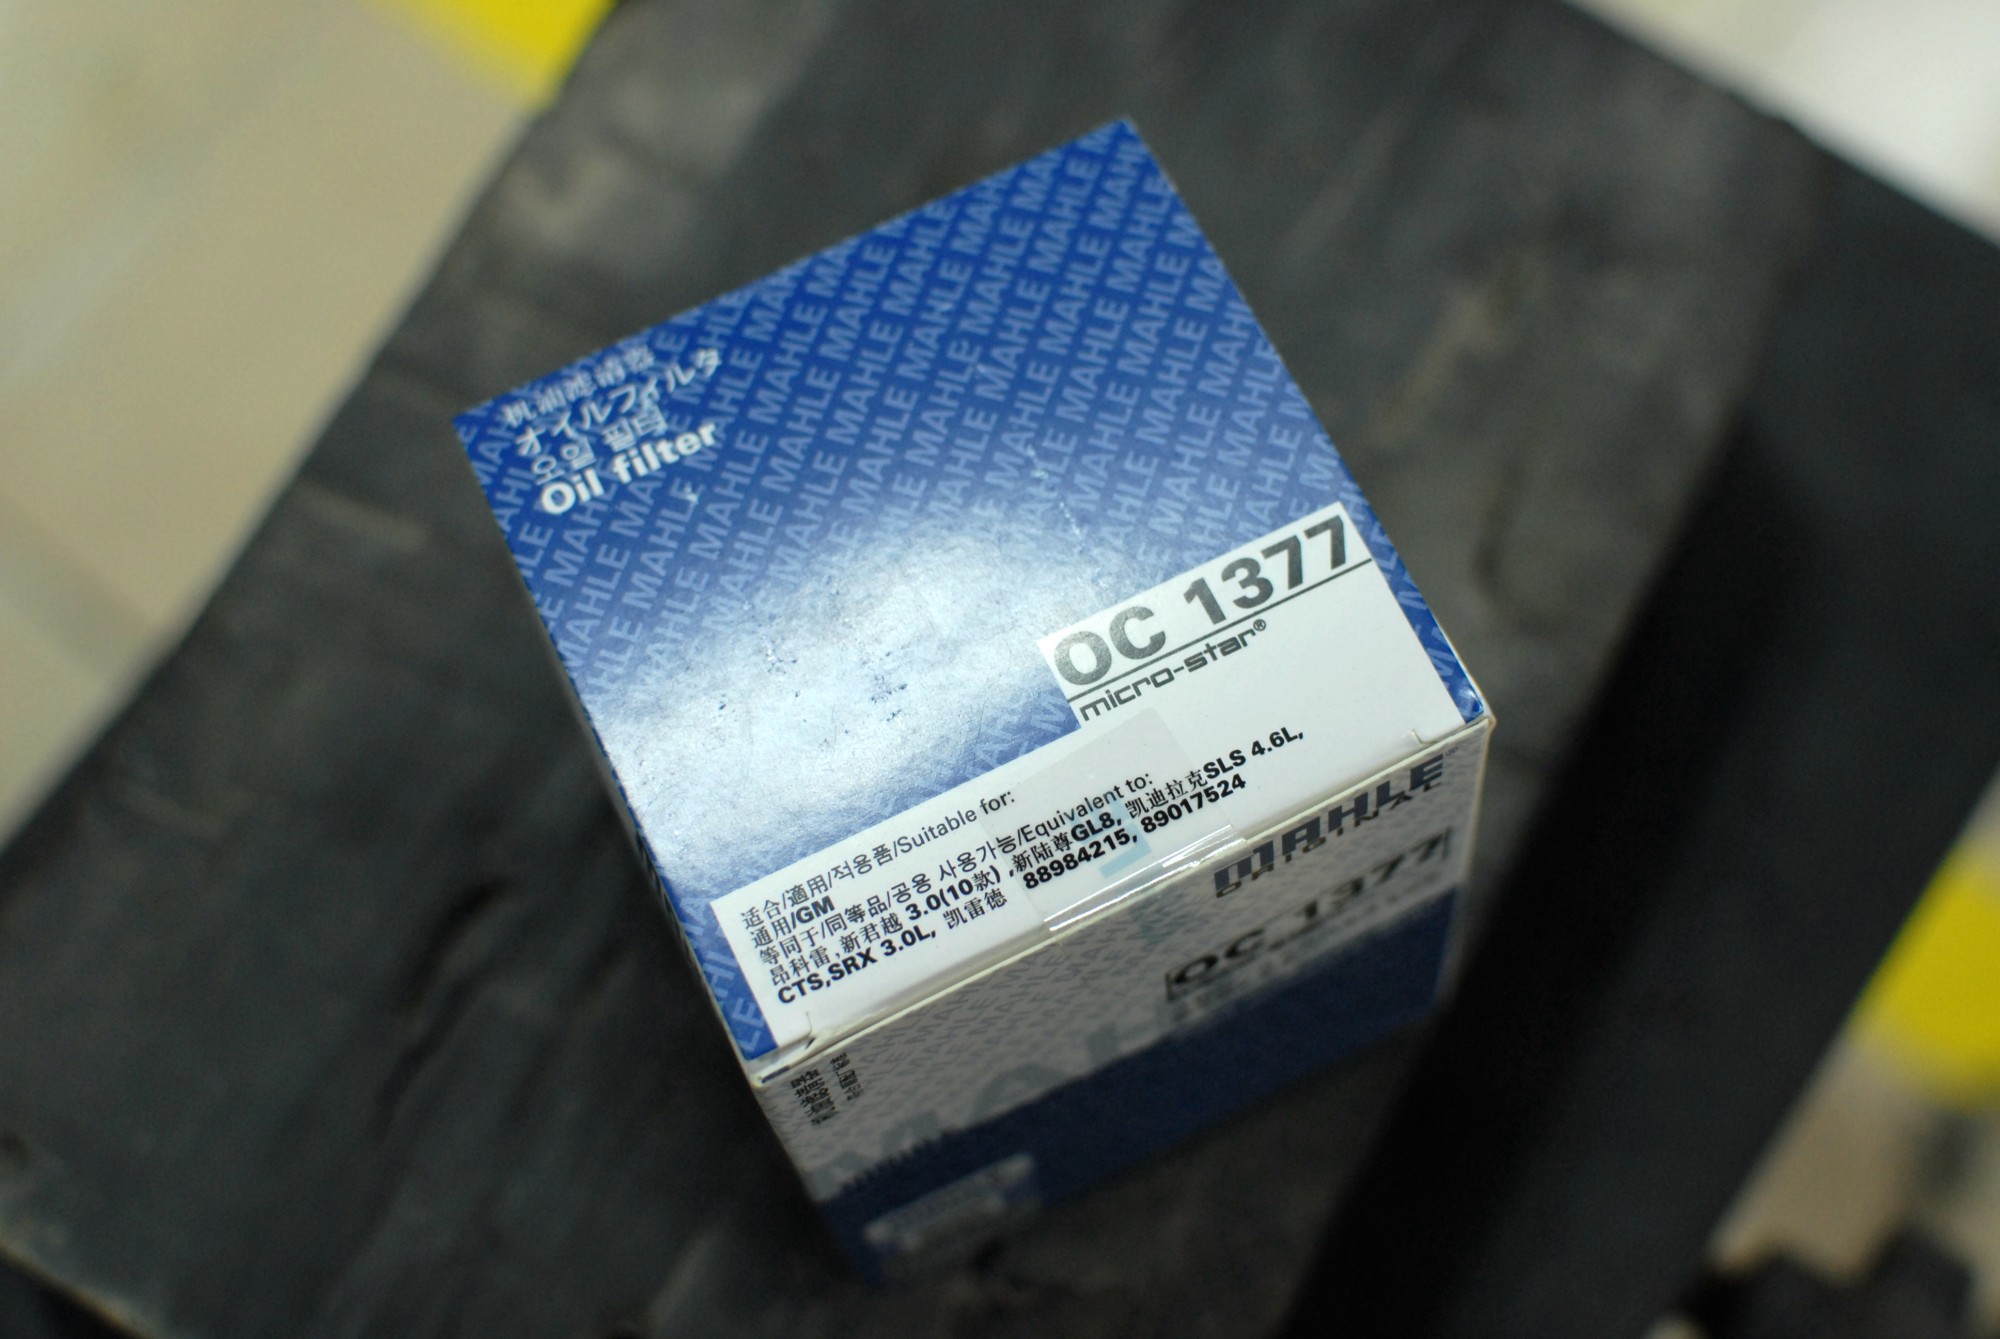 机油滤清器
オイルフィルタ
오일 필터
Oil filter
OC 1377
micro-star®
适合/適用/적용품/Suitable for:
通用/GM
等同于/同等品/공용 사용가능/Equivalent to:
昂科雷,新君越 3.0(10款) ,新陆尊GL8, 凯迪拉克SLS 4.6L,
CTS,SRX 3.0L, 凯雷德 88984215, 89017524
MAHLE
ORIGINAL
OC 1377